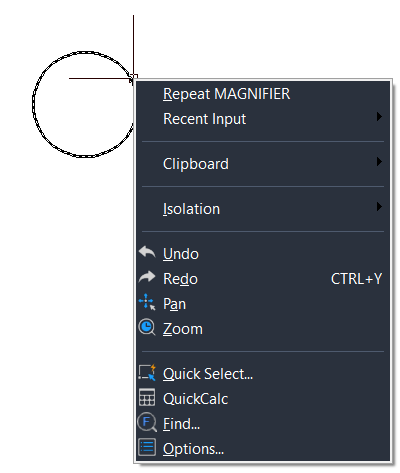 Repeat MAGNIFIER
Recent Input
Clipboard
Isolation
Undo
Redo CTRL+Y
Pan
Zoom
Quick Select...
QuickCalc
Find...
Options...